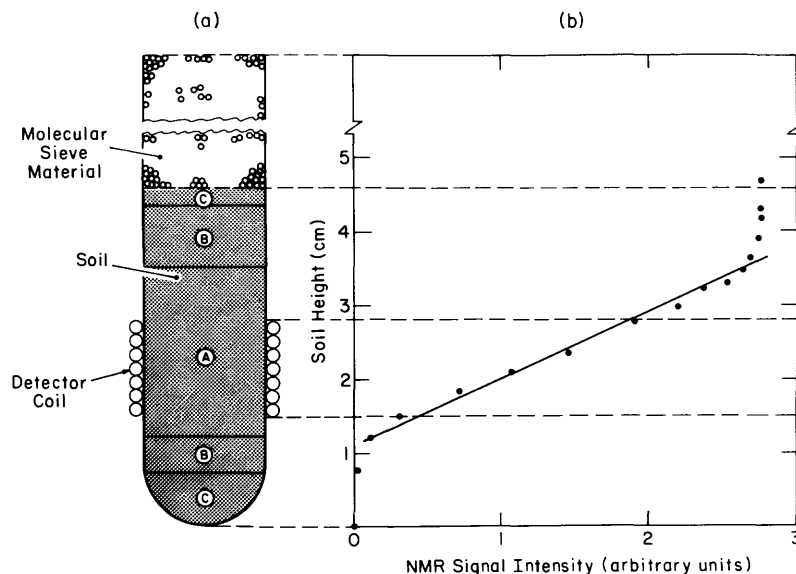 (a)
(b)
Molecular
Sieve
Material
Soil
Detector
Coil
C
B
A
B
C
Soil Height (cm)
5
4
3
2
1
0
0
1
2
3
NMR Signal Intensity (arbitrary units)